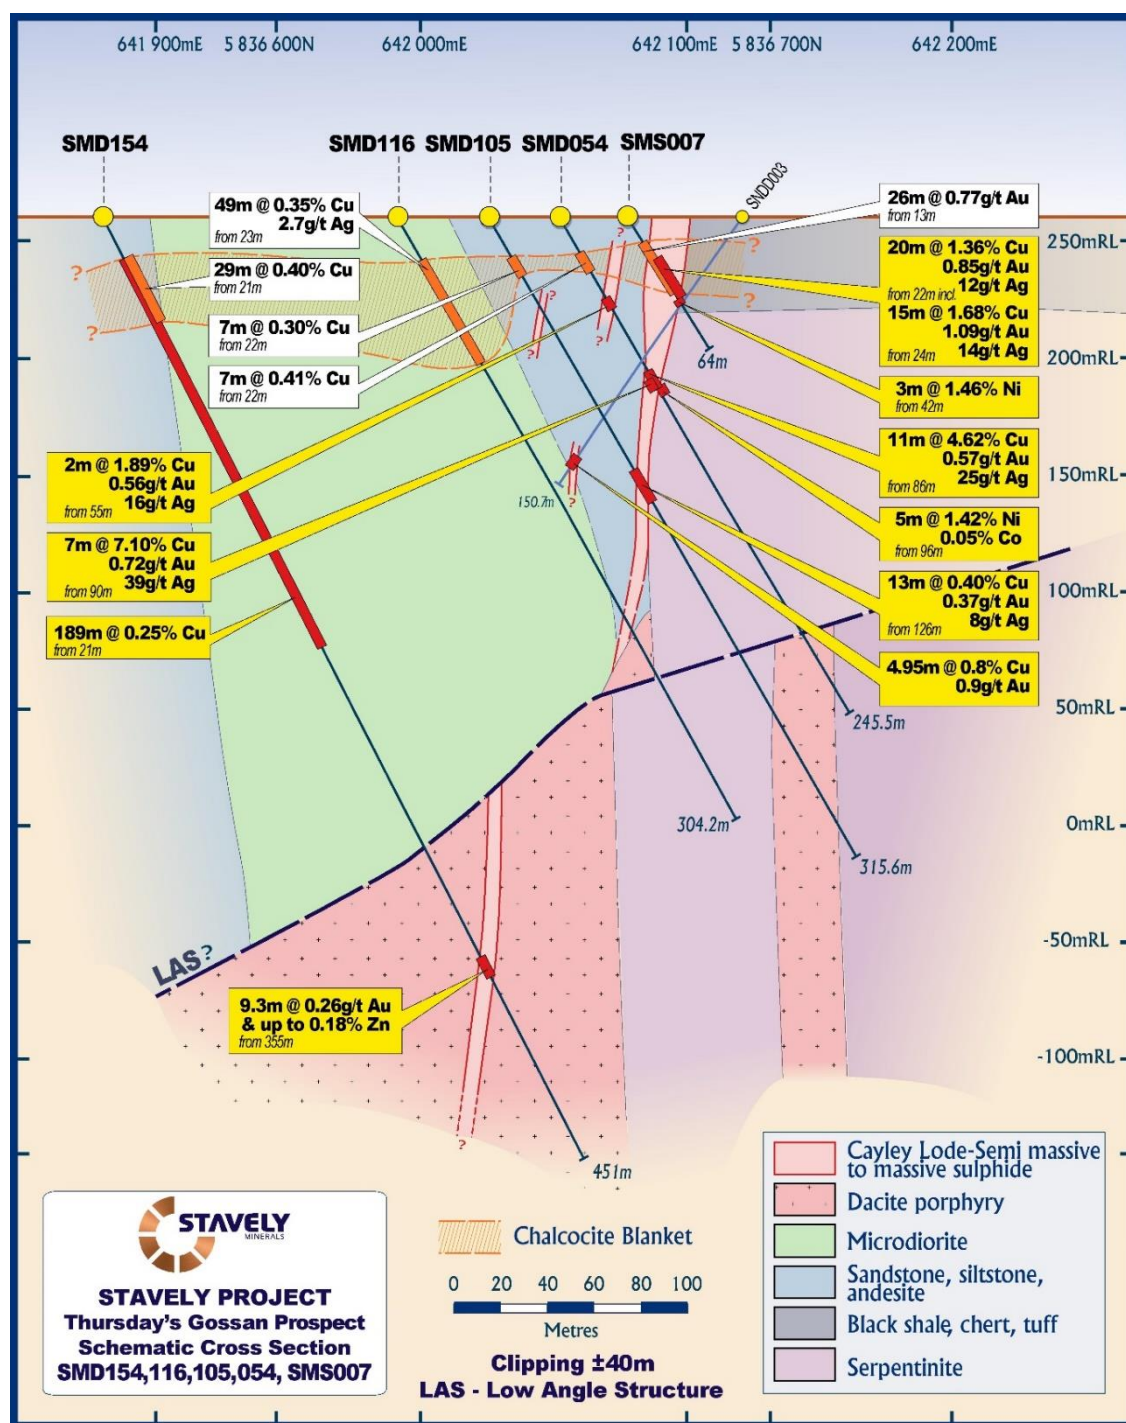 641 900mE
5 836 600N
642 000mE
642 100mE
5 836 700N
642 200mE
SMD154
SMD116
SMD105
SMD054
SMS007
SNDD003
49m @ 0.35% Cu
2.7g/t Ag
from 23m
29m @ 0.40% Cu
from 21m
7m @ 0.30% Cu
from 22m
7m @ 0.41% Cu
from 22m
2m @ 1.89% Cu
0.56g/t Au
16g/t Ag
from 55m
7m @ 7.10% Cu
0.72g/t Au
39g/t Ag
from 90m
189m @ 0.25% Cu
from 21m
26m @ 0.77g/t Au
from 13m
20m @ 1.36% Cu
0.85g/t Au
12g/t Ag
from 22m incl.
15m @ 1.68% Cu
1.09g/t Au
14g/t Ag
from 24m
3m @ 1.46% Ni
from 42m
11m @ 4.62% Cu
0.57g/t Au
25g/t Ag
from 86m
5m @ 1.42% Ni
0.05% Co
from 96m
13m @ 0.40% Cu
0.37g/t Au
8g/t Ag
from 126m
4.95m @ 0.8% Cu
0.9g/t Au
9.3m @ 0.26g/t Au
& up to 0.18% Zn
from 355m
?
?
?
?
?
?
?
?
?
?
?
64m
150.7m
245.5m
304.2m
315.6m
451m
LAS?
250mRL
200mRL
150mRL
100mRL
50mRL
0mRL
-50mRL
-100mRL
STAVELY
MINERALS
STAVELY PROJECT
Thursday's Gossan Prospect
Schematic Cross Section
SMD154,116,105,054, SMS007
Chalcocite Blanket
0 20 40 60 80 100
Metres
Clipping ±40m
LAS - Low Angle Structure
Cayley Lode-Semi massive
to massive sulphide
Dacite porphyry
Microdiorite
Sandstone, siltstone,
andesite
Black shale, chert, tuff
Serpentinite